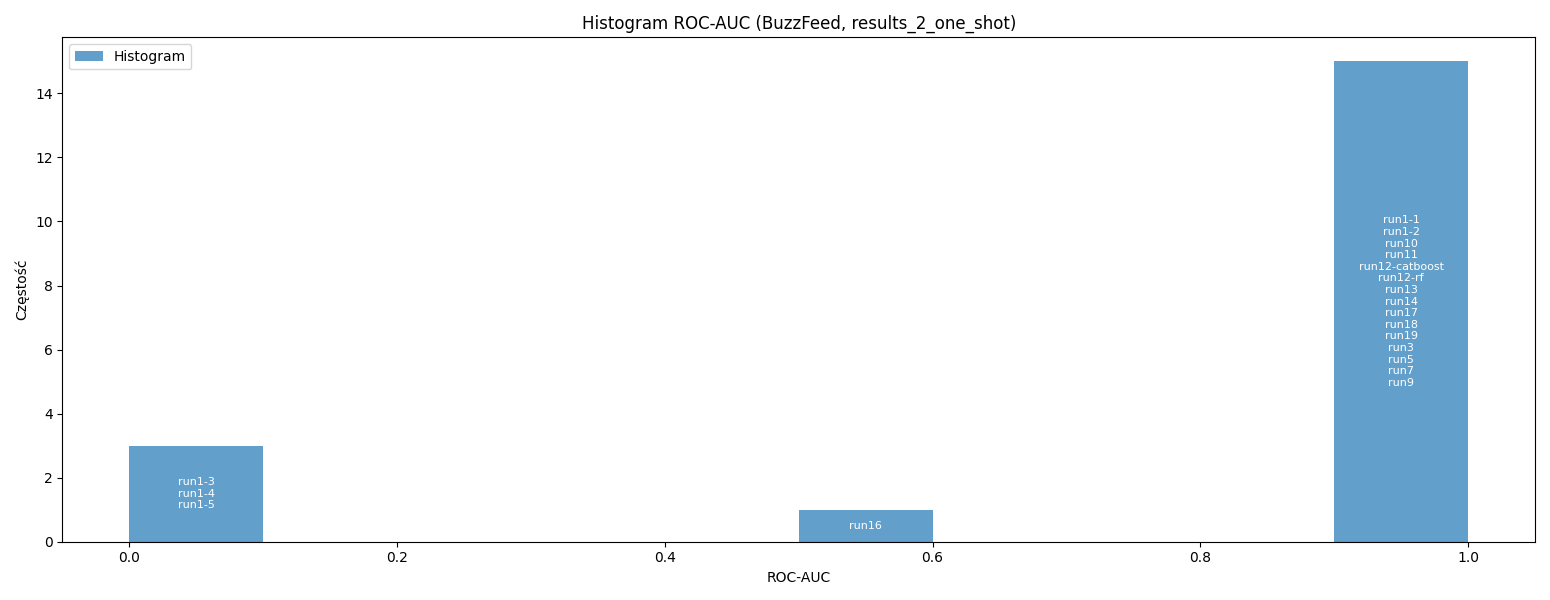 Histogram ROC-AUC (BuzzFeed, results_2_one_shot)
Histogram
Częstość
14
12
10
8
6
4
2
0
run1-3
run1-4
run1-5
run16
run1-1
run1-2
run10
run11
run12-catboost
run12-rf
run13
run14
run17
run18
run19
run3
run5
run7
run9
0.0
0.2
0.4
0.6
0.8
1.0
ROC-AUC